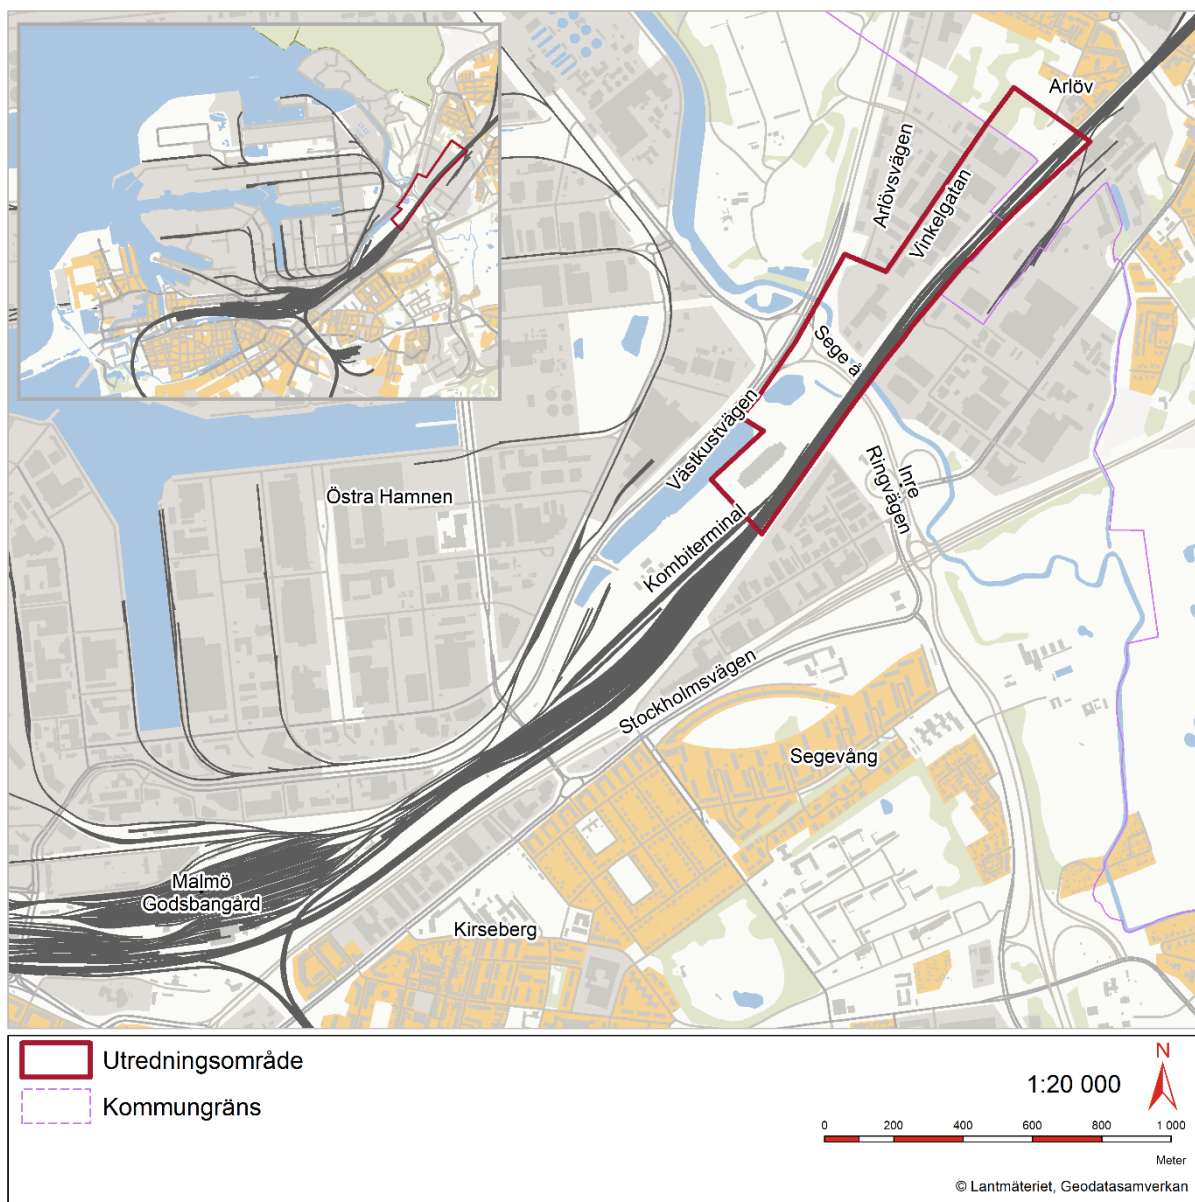 Arlöv
Arlövsvägen
Vinkelgatan
Sege å
Västkustvägen
Inre
Ringvägen
Östra Hamnen
Kombiterminal
Stockholmsvägen
Segevång
Malmö
Godsbangård
Kirseberg
Utredningsområde
Kommungräns
N
1:20 000
0 200 400 600 800 1 000
Meter
© Lantmäteriet, Geodatasamverkan